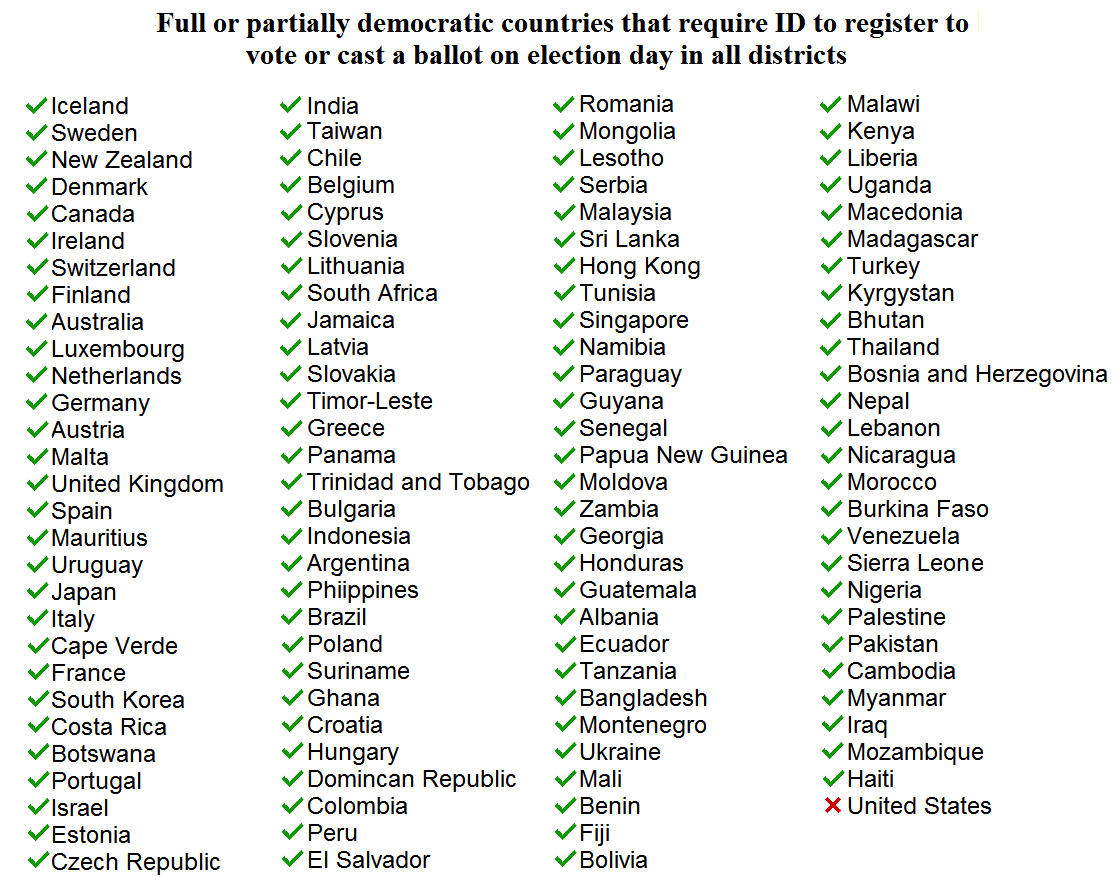 Full or partially democratic countries that require ID to register to
vote or cast a ballot on election day in all districts
Iceland
Sweden
New Zealand
Denmark
Canada
Ireland
Switzerland
Finland
Australia
Luxembourg
Netherlands
Germany
Austria
Malta
United Kingdom
Spain
Mauritius
Uruguay
Japan
Italy
Cape Verde
France
South Korea
Costa Rica
Botswana
Portugal
Israel
Estonia
Czech Republic
India
Taiwan
Chile
Belgium
Cyprus
Slovenia
Lithuania
South Africa
Jamaica
Latvia
Slovakia
Timor-Leste
Greece
Panama
Trinidad and Tobago
Bulgaria
Indonesia
Argentina
Phiippines
Brazil
Poland
Suriname
Ghana
Croatia
Hungary
Domincan Republic
Colombia
Peru
El Salvador
Romania
Mongolia
Lesotho
Serbia
Malaysia
Sri Lanka
Hong Kong
Tunisia
Singapore
Namibia
Paraguay
Guyana
Senegal
Papua New Guinea
Moldova
Zambia
Georgia
Honduras
Guatemala
Albania
Ecuador
Tanzania
Bangladesh
Montenegro
Ukraine
Mali
Benin
Fiji
Bolivia
Malawi
Kenya
Liberia
Uganda
Macedonia
Madagascar
Turkey
Kyrgystan
Bhutan
Thailand
Bosnia and Herzegovina
Nepal
Lebanon
Nicaragua
Morocco
Burkina Faso
Venezuela
Sierra Leone
Nigeria
Palestine
Pakistan
Cambodia
Myanmar
Iraq
Mozambique
Haiti
United States